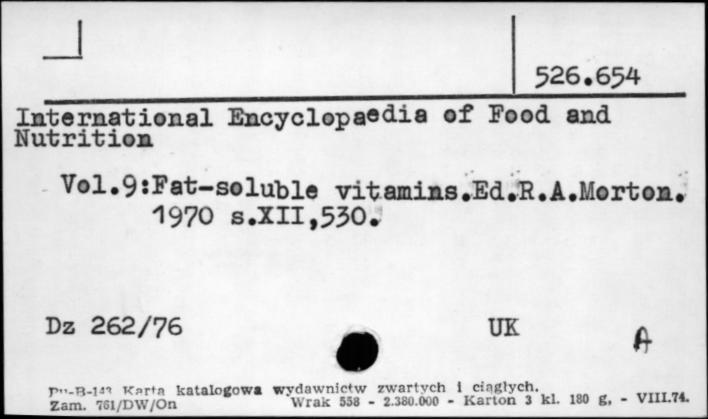 526.654
International Encyclopaedia of Food and
Nutrition
Vol.9:Fat-soluble vitamins.Ed.R.A.Morton.
1970 s.XII,530.
Dz 262/76 UK A
Pu-B-143 Karta katalogowa wydawnictw zwartych i ciągłych.
Zam. 761/DW/On Wrak 558 - 2.380.000 - Karton 3 kl. 180 g, - VIII.74.